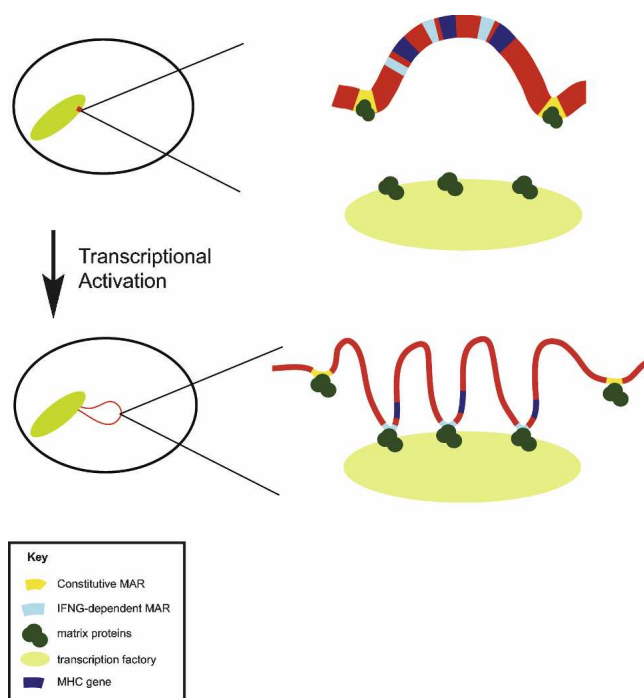 Transcriptional
Activation
Key
Constitutive MAR
IFNG-dependent MAR
matrix proteins
transcription factory
MHC gene